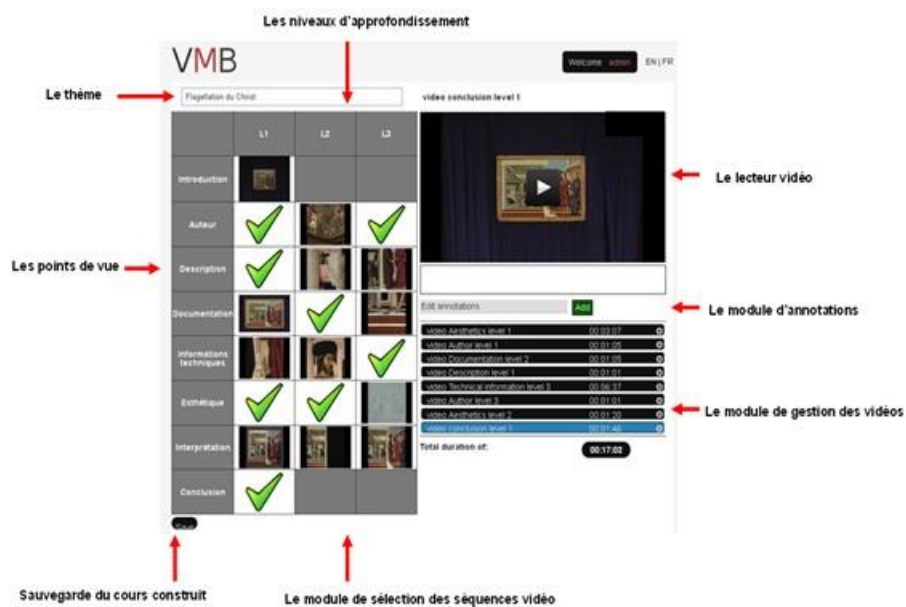 Les niveaux d'approfondissement
VMB
Welcome admin
EN | FR
Le thème
Flagellation du Christ
video conclusion level 1
L1
L2
L3
Introduction
Le lecteur vidéo
Auteur
Les points de vue
Description
Edit annotations
Add
Le module d'annotations
Documentation
video Aesthetics level 1 00:03:07
video Author level 1 00:01:05
video Documentation level 2 00:01:05
video Description level 1 00:01:01
Informations techniques
video Technical information level 3 00:06:37
video Author level 3 00:01:01
Esthétique
video Aesthetics level 2 00:01:20
Le module de gestion des vidéos
video conclusion level 1 00:01:46
Interprétation
Total duration of:
00:17:02
Conclusion
Save
Sauvegarde du cours construit
Le module de sélection des séquences vidéo